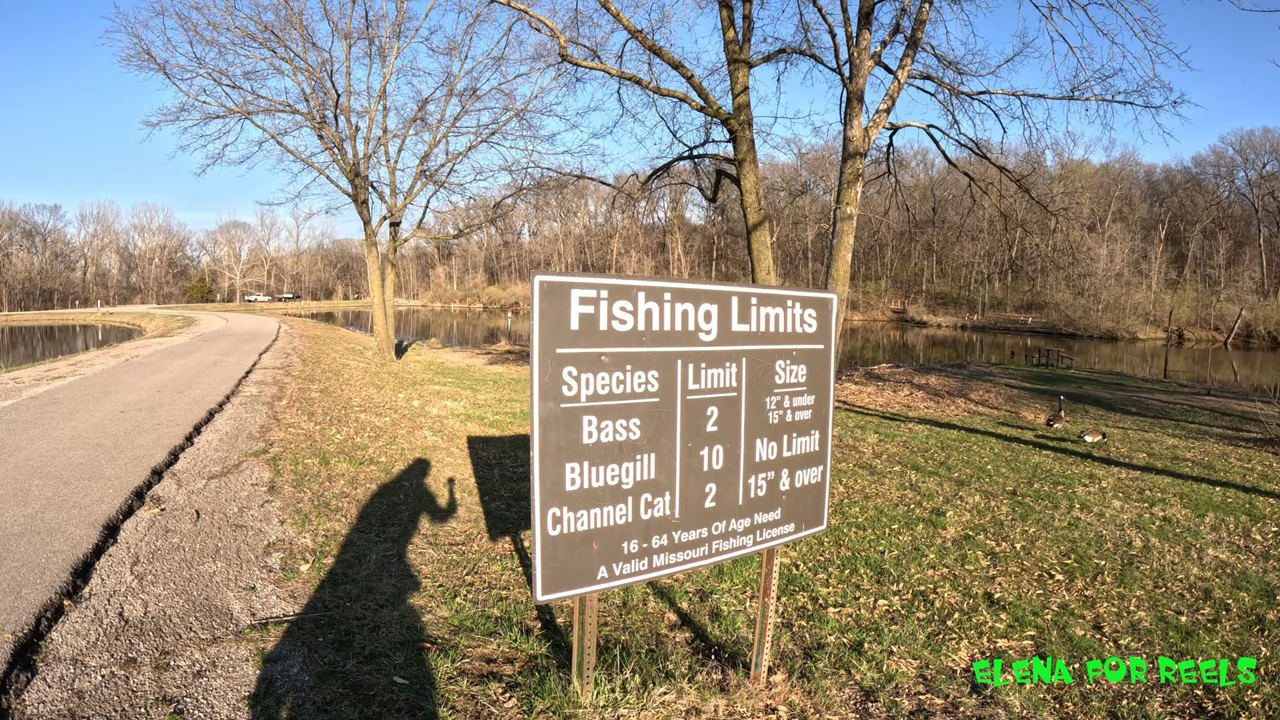 Fishing Limits
Species Limit Size
Bass 2 12" & under
15" & over
Bluegill 10 No Limit
Channel Cat 2 15" & over
16 - 64 Years Of Age Need
A Valid Missouri Fishing License
ELENA FOR REELS